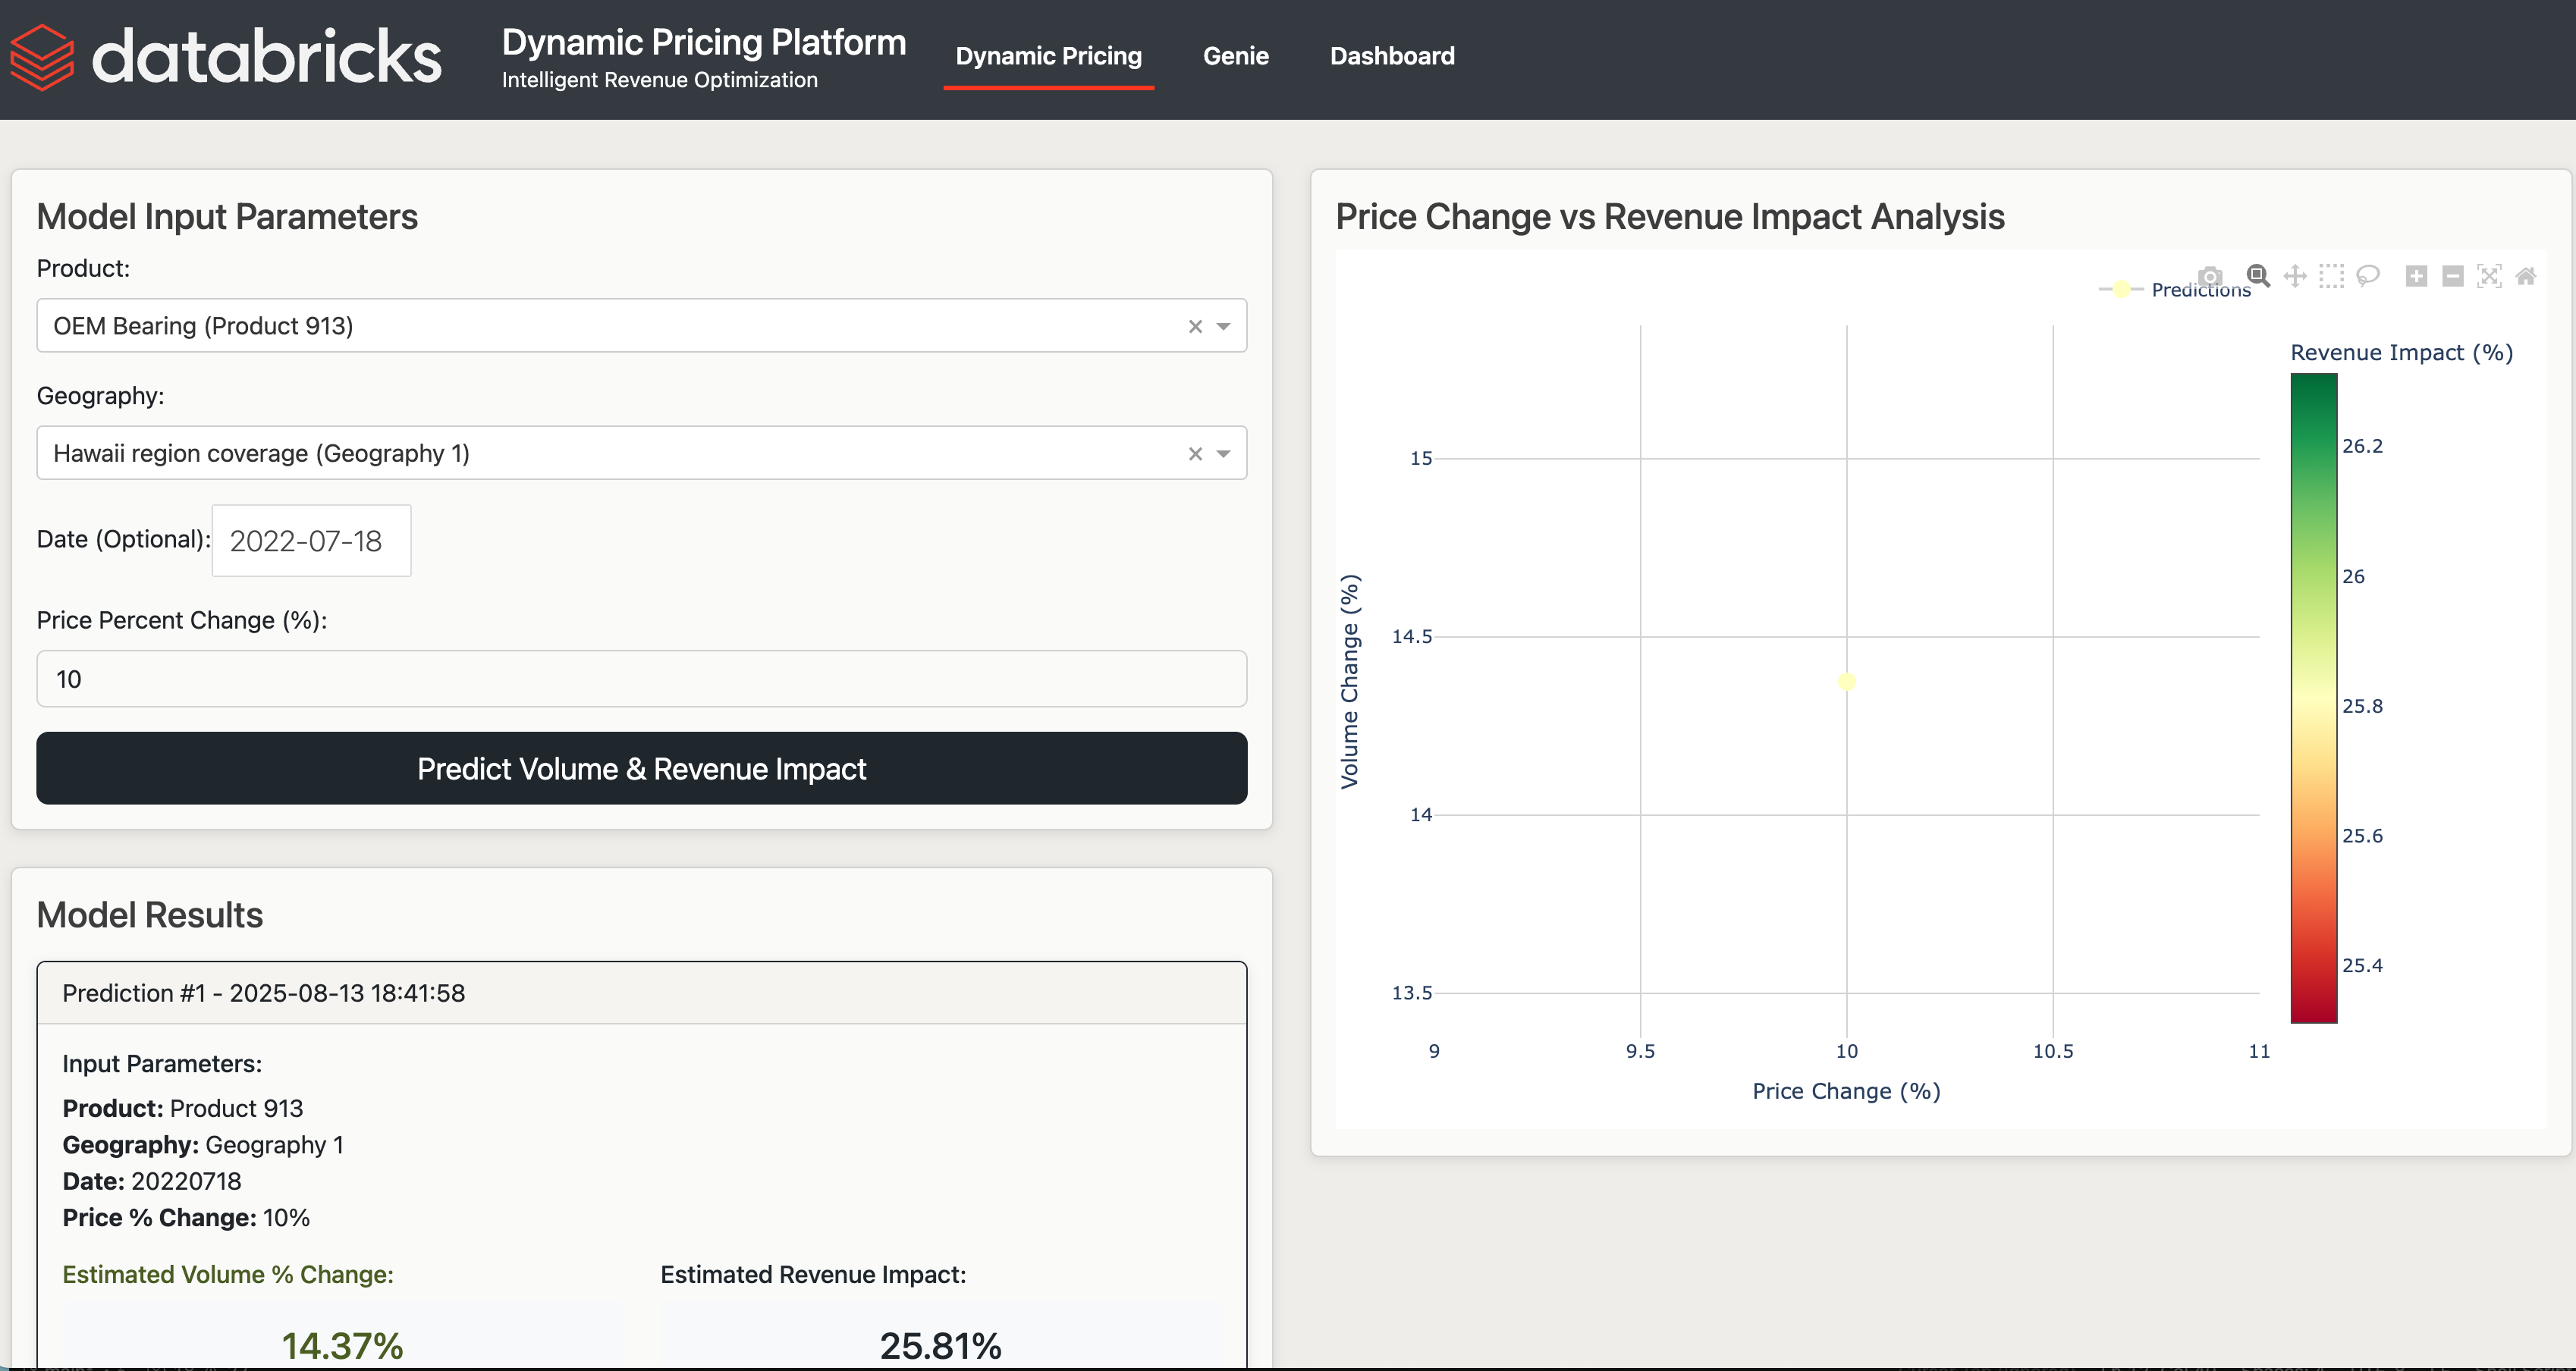 databricks
Dynamic Pricing Platform
Intelligent Revenue Optimization
Dynamic Pricing
Genie
Dashboard
Model Input Parameters
Product:
OEM Bearing (Product 913)
Geography:
Hawaii region coverage (Geography 1)
Date (Optional):
2022-07-18
Price Percent Change (%):
10
Predict Volume & Revenue Impact
Model Results
Prediction #1 - 2025-08-13 18:41:58
Input Parameters:
Product: Product 913
Geography: Geography 1
Date: 20220718
Price % Change: 10%
Estimated Volume % Change:
14.37%
Estimated Revenue Impact:
25.81%
Price Change vs Revenue Impact Analysis
Predictions
Revenue Impact (%)
26.2
26
25.8
25.6
25.4
Volume Change (%)
15
14.5
14
13.5
9
9.5
10
10.5
11
Price Change (%)